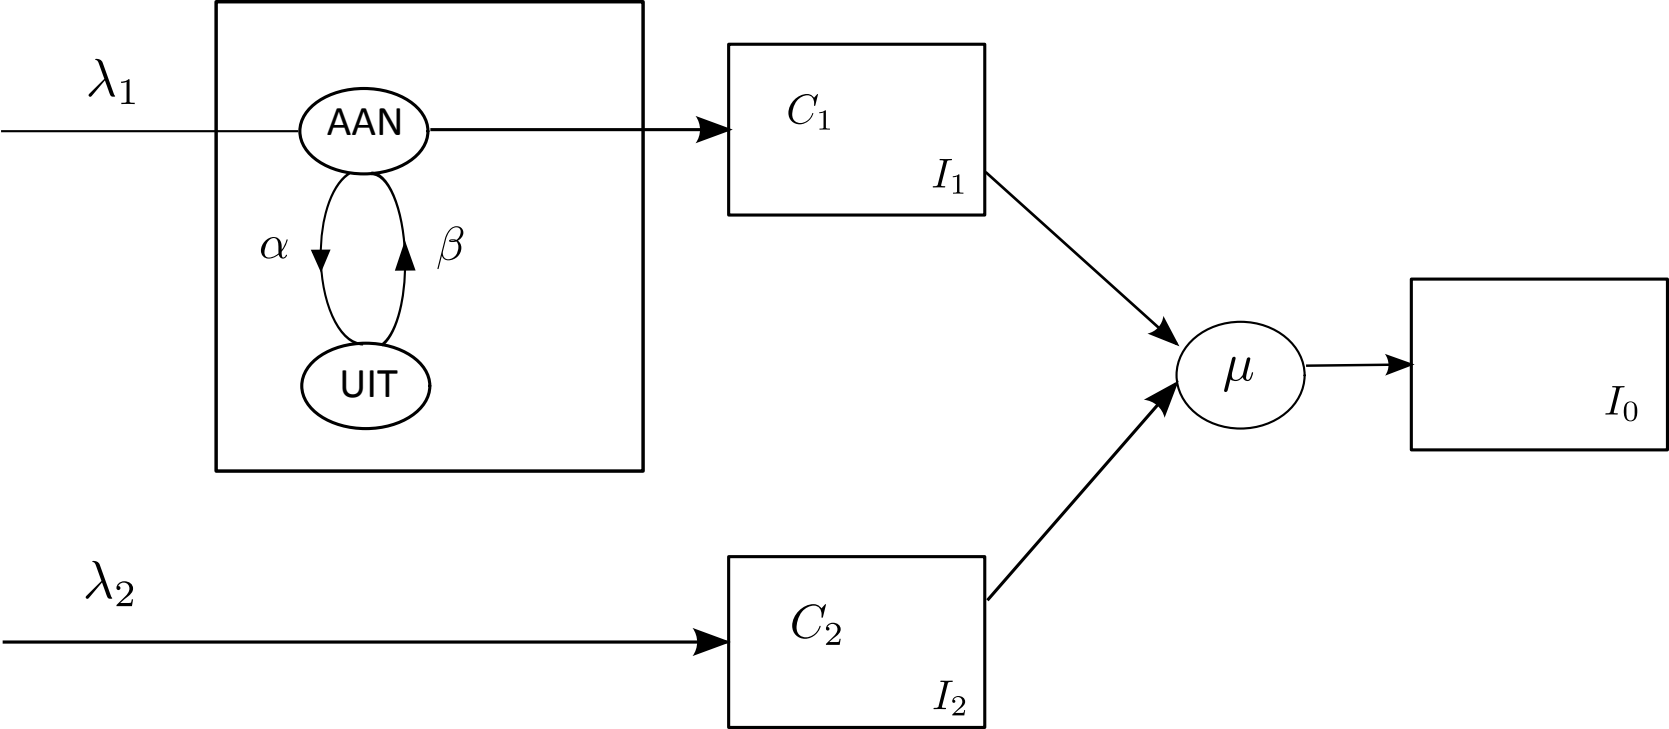 λ₁
AAN
C₁
I₁
α
β
μ
UIT
I₀
λ₂
C₂
I₂